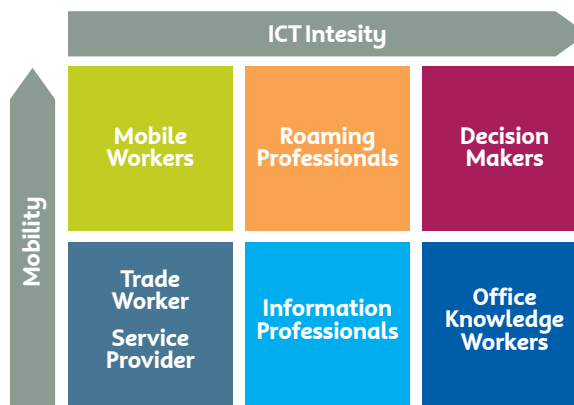 ICT Intesity
Mobility
Mobile
Workers
Roaming
Professionals
Decision
Makers
Trade
Worker
Service
Provider
Information
Professionals
Office
Knowledge
Workers